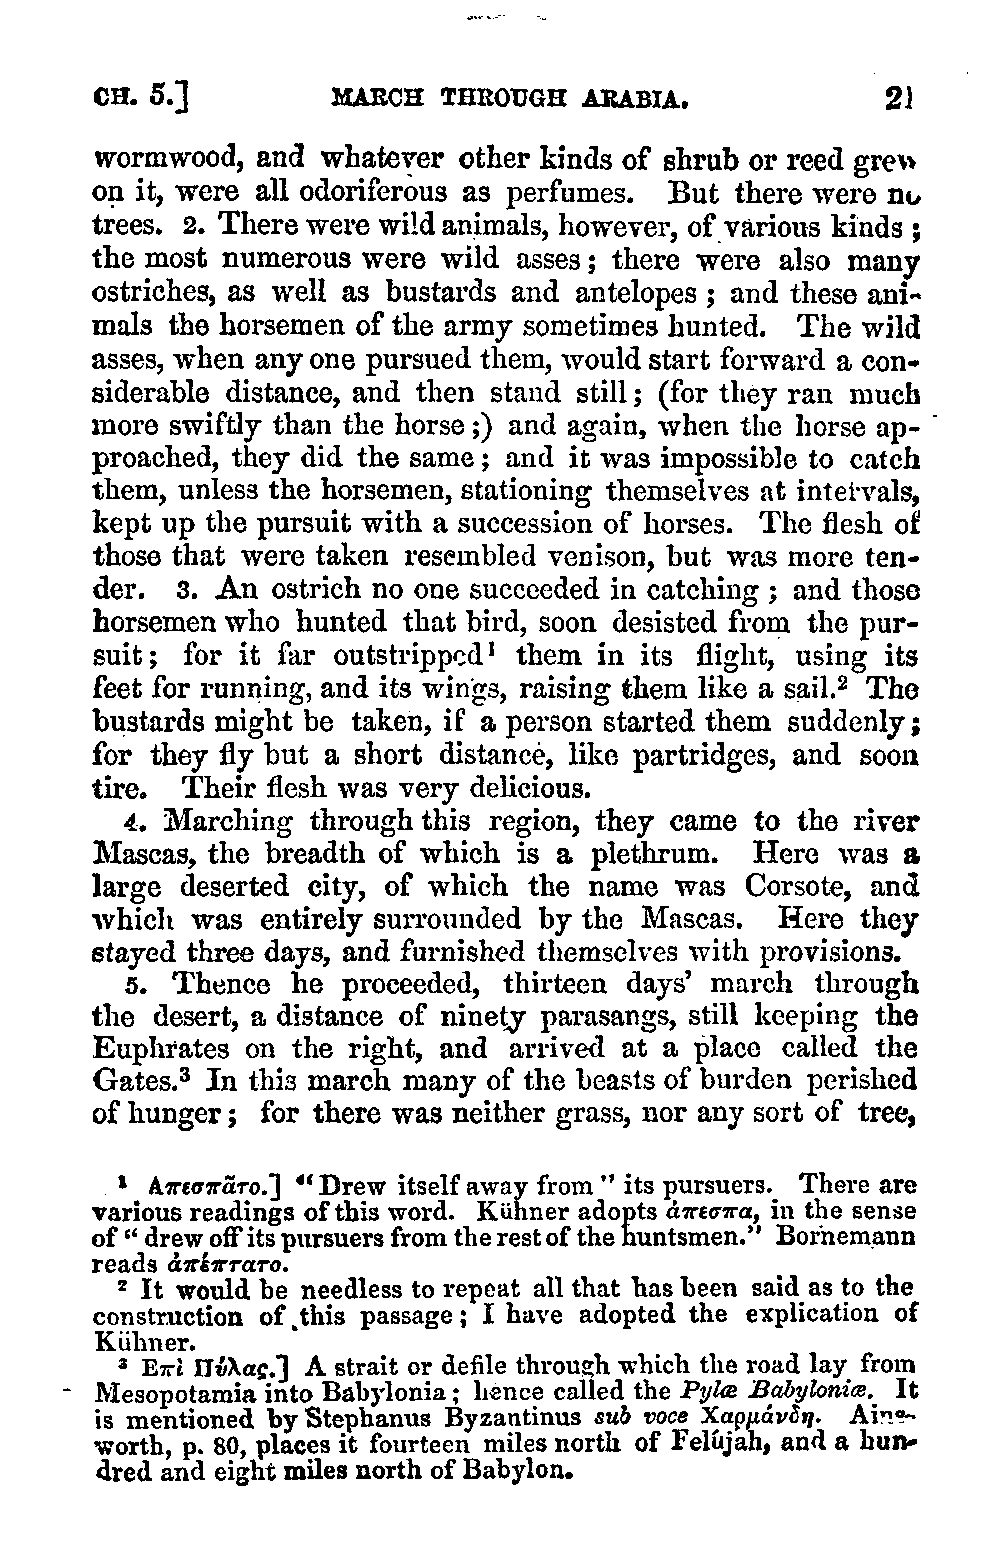 CH. 5.] MARCH THROUGH ARABIA. 21
wormwood, and whatever other kinds of shrub or reed grew
on it, were all odoriferous as perfumes. But there were no
trees. 2. There were wild animals, however, of various kinds ;
the most numerous were wild asses ; there were also many
ostriches, as well as bustards and antelopes ; and these ani-
mals the horsemen of the army sometimes hunted. The wild
asses, when any one pursued them, would start forward a con-
siderable distance, and then stand still ; (for they ran much
more swiftly than the horse ;) and again, when the horse ap-
proached, they did the same ; and it was impossible to catch
them, unless the horsemen, stationing themselves at intervals,
kept up the pursuit with a succession of horses. The flesh of
those that were taken resembled venison, but was more ten-
der. 3. An ostrich no one succeeded in catching ; and those
horsemen who hunted that bird, soon desisted from the pur-
suit ; for it far outstripped¹ them in its flight, using its
feet for running, and its wings, raising them like a sail.² The
bustards might be taken, if a person started them suddenly ;
for they fly but a short distance, like partridges, and soon
tire. Their flesh was very delicious.
4. Marching through this region, they came to the river
Mascas, the breadth of which is a plethrum. Here was a
large deserted city, of which the name was Corsote, and
which was entirely surrounded by the Mascas. Here they
stayed three days, and furnished themselves with provisions.
5. Thence he proceeded, thirteen days' march through
the desert, a distance of ninety parasangs, still keeping the
Euphrates on the right, and arrived at a place called the
Gates.³ In this march many of the beasts of burden perished
of hunger ; for there was neither grass, nor any sort of tree,
¹ Απεσπᾶτο.] "Drew itself away from" its pursuers. There are
various readings of this word. Kühner adopts ἀπεσπα, in the sense
of "drew off its pursuers from the rest of the huntsmen." Bornemann
reads ἀπέπτατο.
² It would be needless to repeat all that has been said as to the
construction of this passage ; I have adopted the explication of
Kühner.
³ Επὶ Πύλας.] A strait or defile through which the road lay from
Mesopotamia into Babylonia ; hence called the Pylæ Babyloniæ. It
is mentioned by Stephanus Byzantinus sub voce Χαρμάνδη. Ains-
worth, p. 80, places it fourteen miles north of Felújah, and a hun-
dred and eight miles north of Babylon.